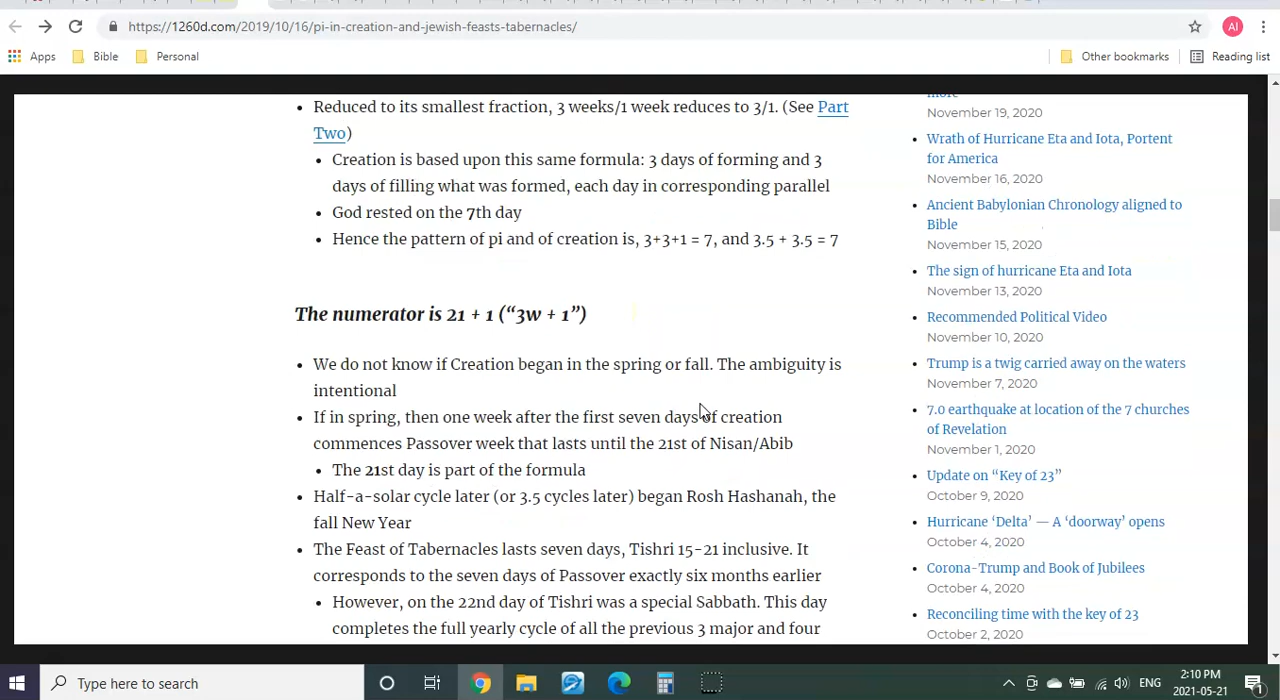 https://1260d.com/2019/10/16/pi-in-creation-and-jewish-feasts-tabernacles/
AI
Apps
Bible
Personal
Other bookmarks
Reading list
Reduced to its smallest fraction, 3 weeks/1 week reduces to 3/1. (See Part
Two)
Creation is based upon this same formula: 3 days of forming and 3
days of filling what was formed, each day in corresponding parallel
God rested on the 7th day
Hence the pattern of pi and of creation is, 3+3+1 = 7, and 3.5 + 3.5 = 7
The numerator is 21 + 1 (“3w + 1”)
We do not know if Creation began in the spring or fall. The ambiguity is
intentional
If in spring, then one week after the first seven days of creation
commences Passover week that lasts until the 21st of Nisan/Abib
The 21st day is part of the formula
Half-a-solar cycle later (or 3.5 cycles later) began Rosh Hashanah, the
fall New Year
The Feast of Tabernacles lasts seven days, Tishri 15-21 inclusive. It
corresponds to the seven days of Passover exactly six months earlier
However, on the 22nd day of Tishri was a special Sabbath. This day
completes the full yearly cycle of all the previous 3 major and four
more
November 19, 2020
Wrath of Hurricane Eta and Iota, Portent
for America
November 16, 2020
Ancient Babylonian Chronology aligned to
Bible
November 15, 2020
The sign of hurricane Eta and Iota
November 13, 2020
Recommended Political Video
November 10, 2020
Trump is a twig carried away on the waters
November 7, 2020
7.0 earthquake at location of the 7 churches
of Revelation
November 1, 2020
Update on “Key of 23”
October 9, 2020
Hurricane ‘Delta’ — A ‘doorway’ opens
October 4, 2020
Corona-Trump and Book of Jubilees
October 4, 2020
Reconciling time with the key of 23
October 2, 2020
Type here to search
ENG
2:10 PM
2021-05-21
1